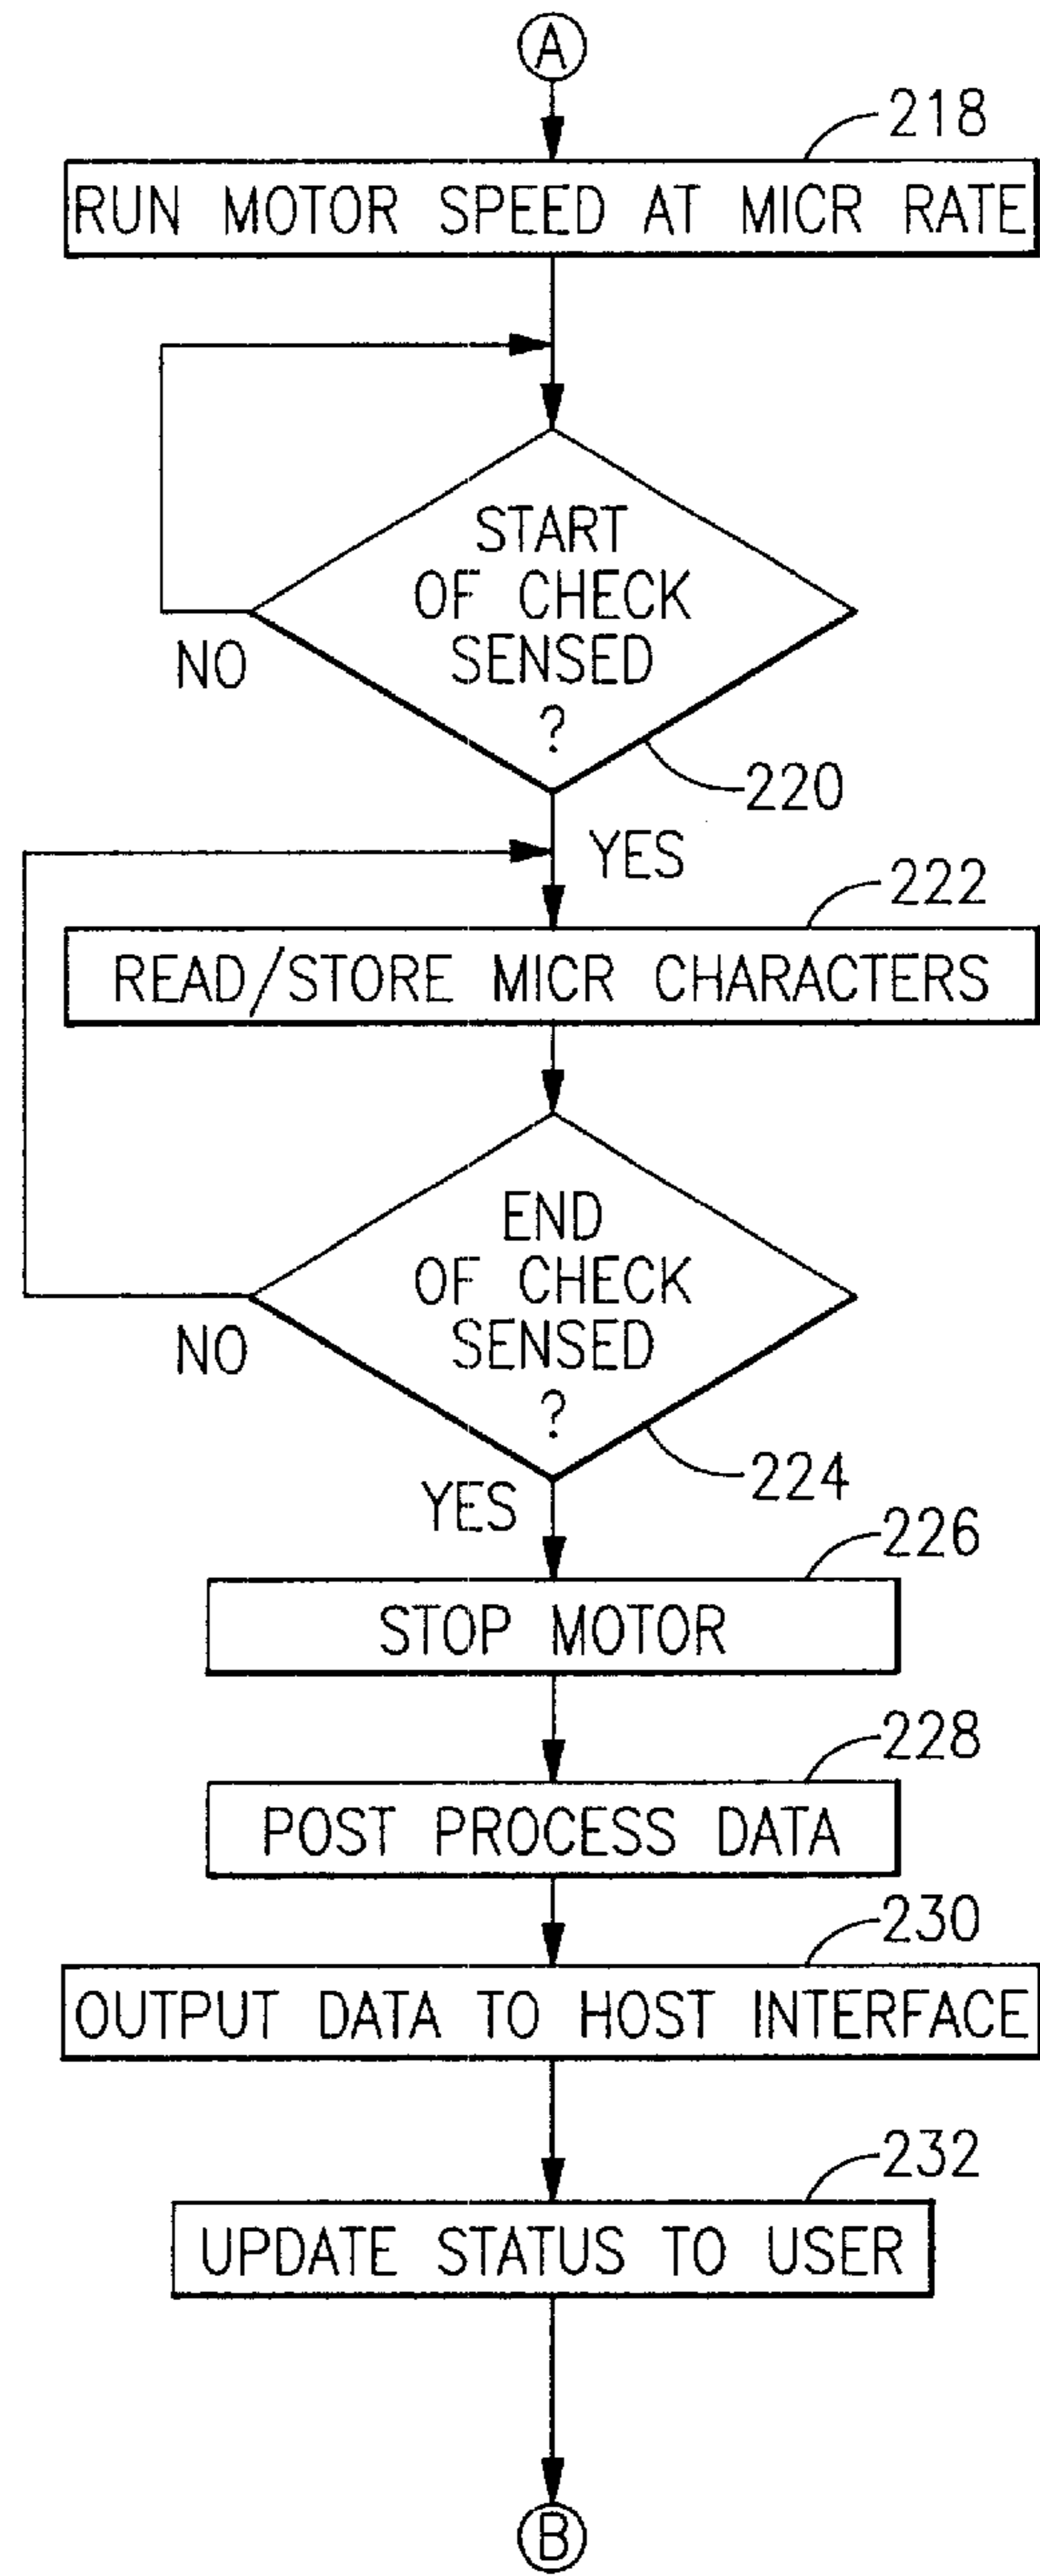 A
218
RUN MOTOR SPEED AT MICR RATE
START
OF CHECK
SENSED
?
NO
220
YES
222
READ/STORE MICR CHARACTERS
END
OF CHECK
SENSED
?
NO
224
YES
226
STOP MOTOR
228
POST PROCESS DATA
230
OUTPUT DATA TO HOST INTERFACE
232
UPDATE STATUS TO USER
B